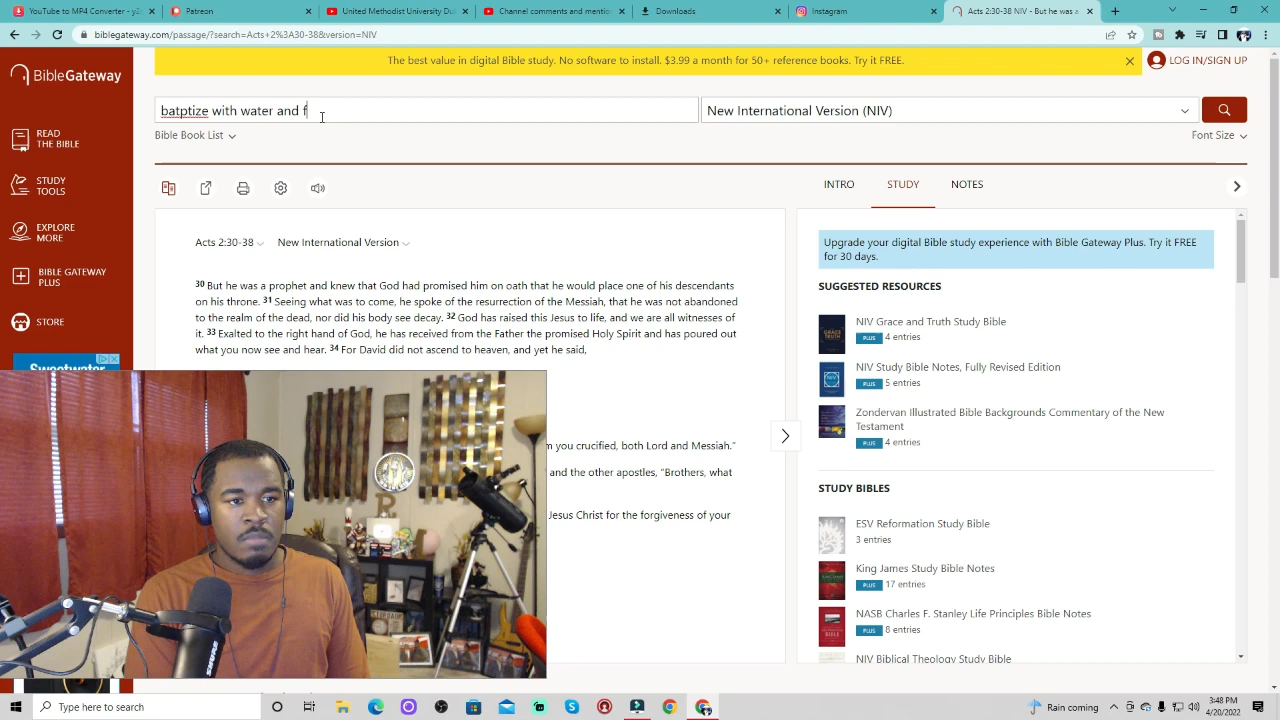 YouTube to MP4 Convert
United Methodist University
Channel comments and mentions
Downloads
Instagram
Acts 2:30-38 NIV - But he was a
biblegateway.com/passage/?search=Acts+2%3A30-38&version=NIV
BibleGateway
The best value in digital Bible study. No software to install. $3.99 a month for 50+ reference books. Try it FREE.
LOG IN/SIGN UP
batptize with water and f
New International Version (NIV)
Bible Book List
Font Size
READ
THE BIBLE
STUDY
TOOLS
EXPLORE
MORE
BIBLE GATEWAY
PLUS
STORE
Sweetwater
INTRO
STUDY
NOTES
Acts 2:30-38
New International Version
30 But he was a prophet and knew that God had promised him on oath that he would place one of his descendants
on his throne. 31 Seeing what was to come, he spoke of the resurrection of the Messiah, that he was not abandoned
to the realm of the dead, nor did his body see decay. 32 God has raised this Jesus to life, and we are all witnesses of
it. 33 Exalted to the right hand of God, he has received from the Father the promised Holy Spirit and has poured out
what you now see and hear. 34 For David did not ascend to heaven, and yet he said,
m you crucified, both Lord and Messiah.”
and the other apostles, “Brothers, what
Jesus Christ for the forgiveness of your
Upgrade your digital Bible study experience with Bible Gateway Plus. Try it FREE
for 30 days.
SUGGESTED RESOURCES
NIV Grace and Truth Study Bible
PLUS 4 entries
NIV Study Bible Notes, Fully Revised Edition
PLUS 5 entries
Zondervan Illustrated Bible Backgrounds Commentary of the New
Testament
PLUS 4 entries
STUDY BIBLES
ESV Reformation Study Bible
3 entries
King James Study Bible Notes
PLUS 17 entries
NASB Charles F. Stanley Life Principles Bible Notes
PLUS 8 entries
NIV Biblical Theology Study Bible
Type here to search
Rain coming
3:48 PM
4/20/2022